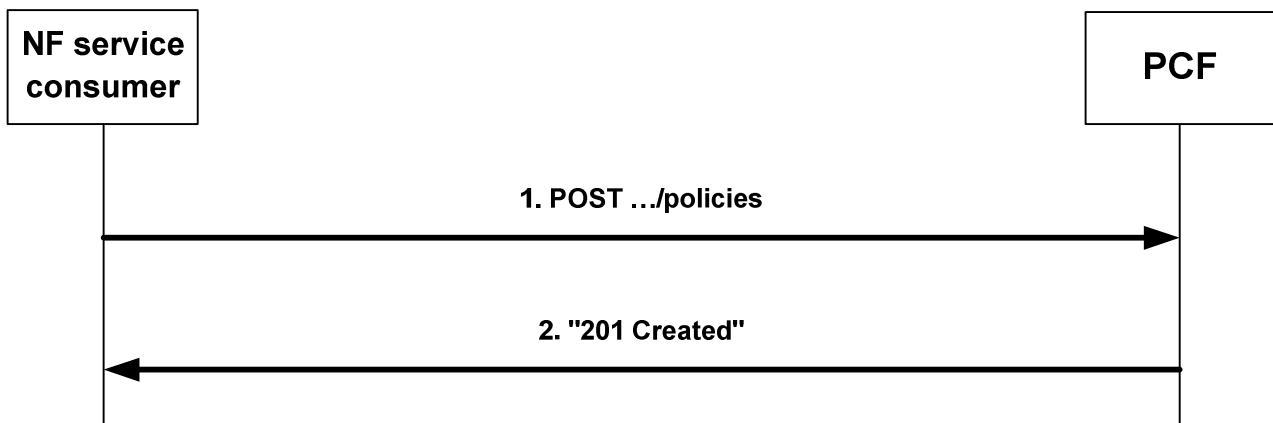 NF service
consumer
PCF
1. POST …/policies
2. "201 Created"